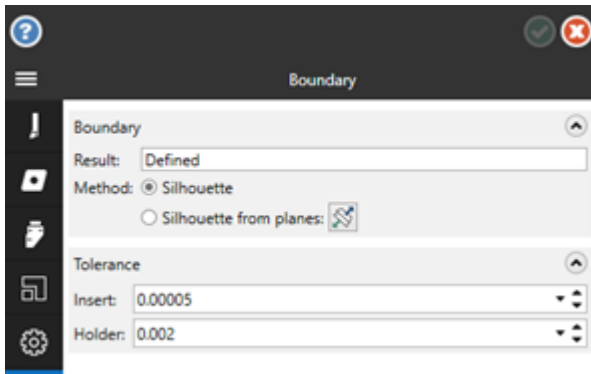 ?
Boundary
Boundary
Result: Defined
Method: Silhouette
Silhouette from planes:
Tolerance
Insert: 0.00005
Holder: 0.002